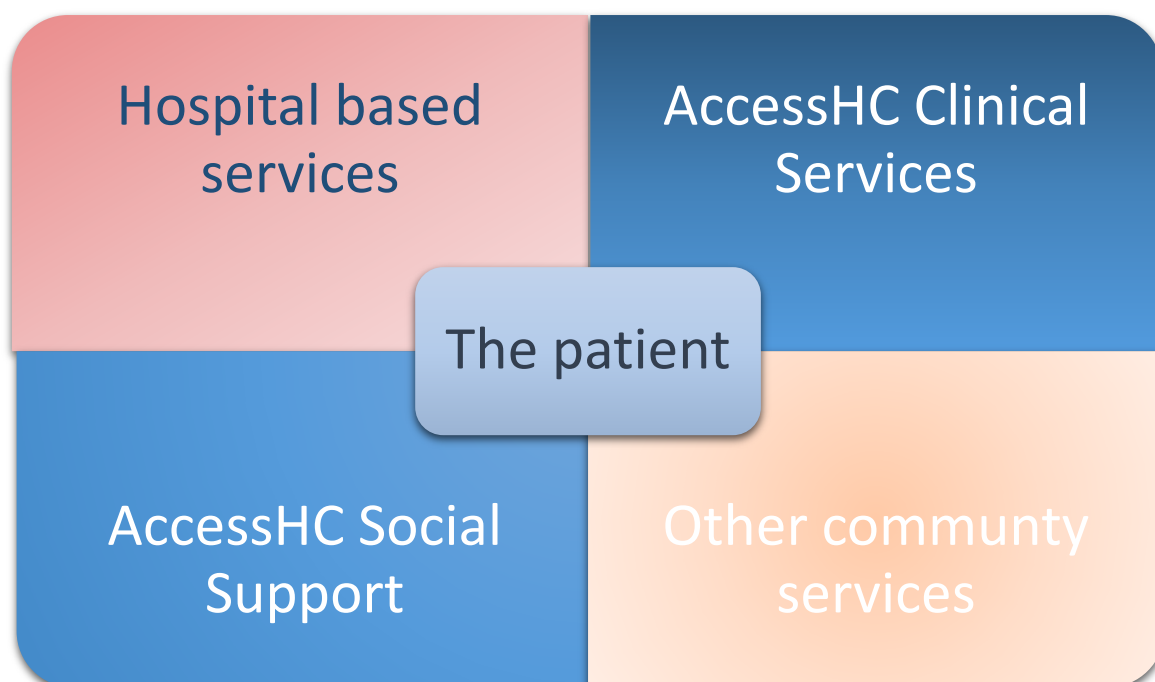 Hospital based
services
AccessHC Clinical
Services
The patient
AccessHC Social
Support
Other communty
services